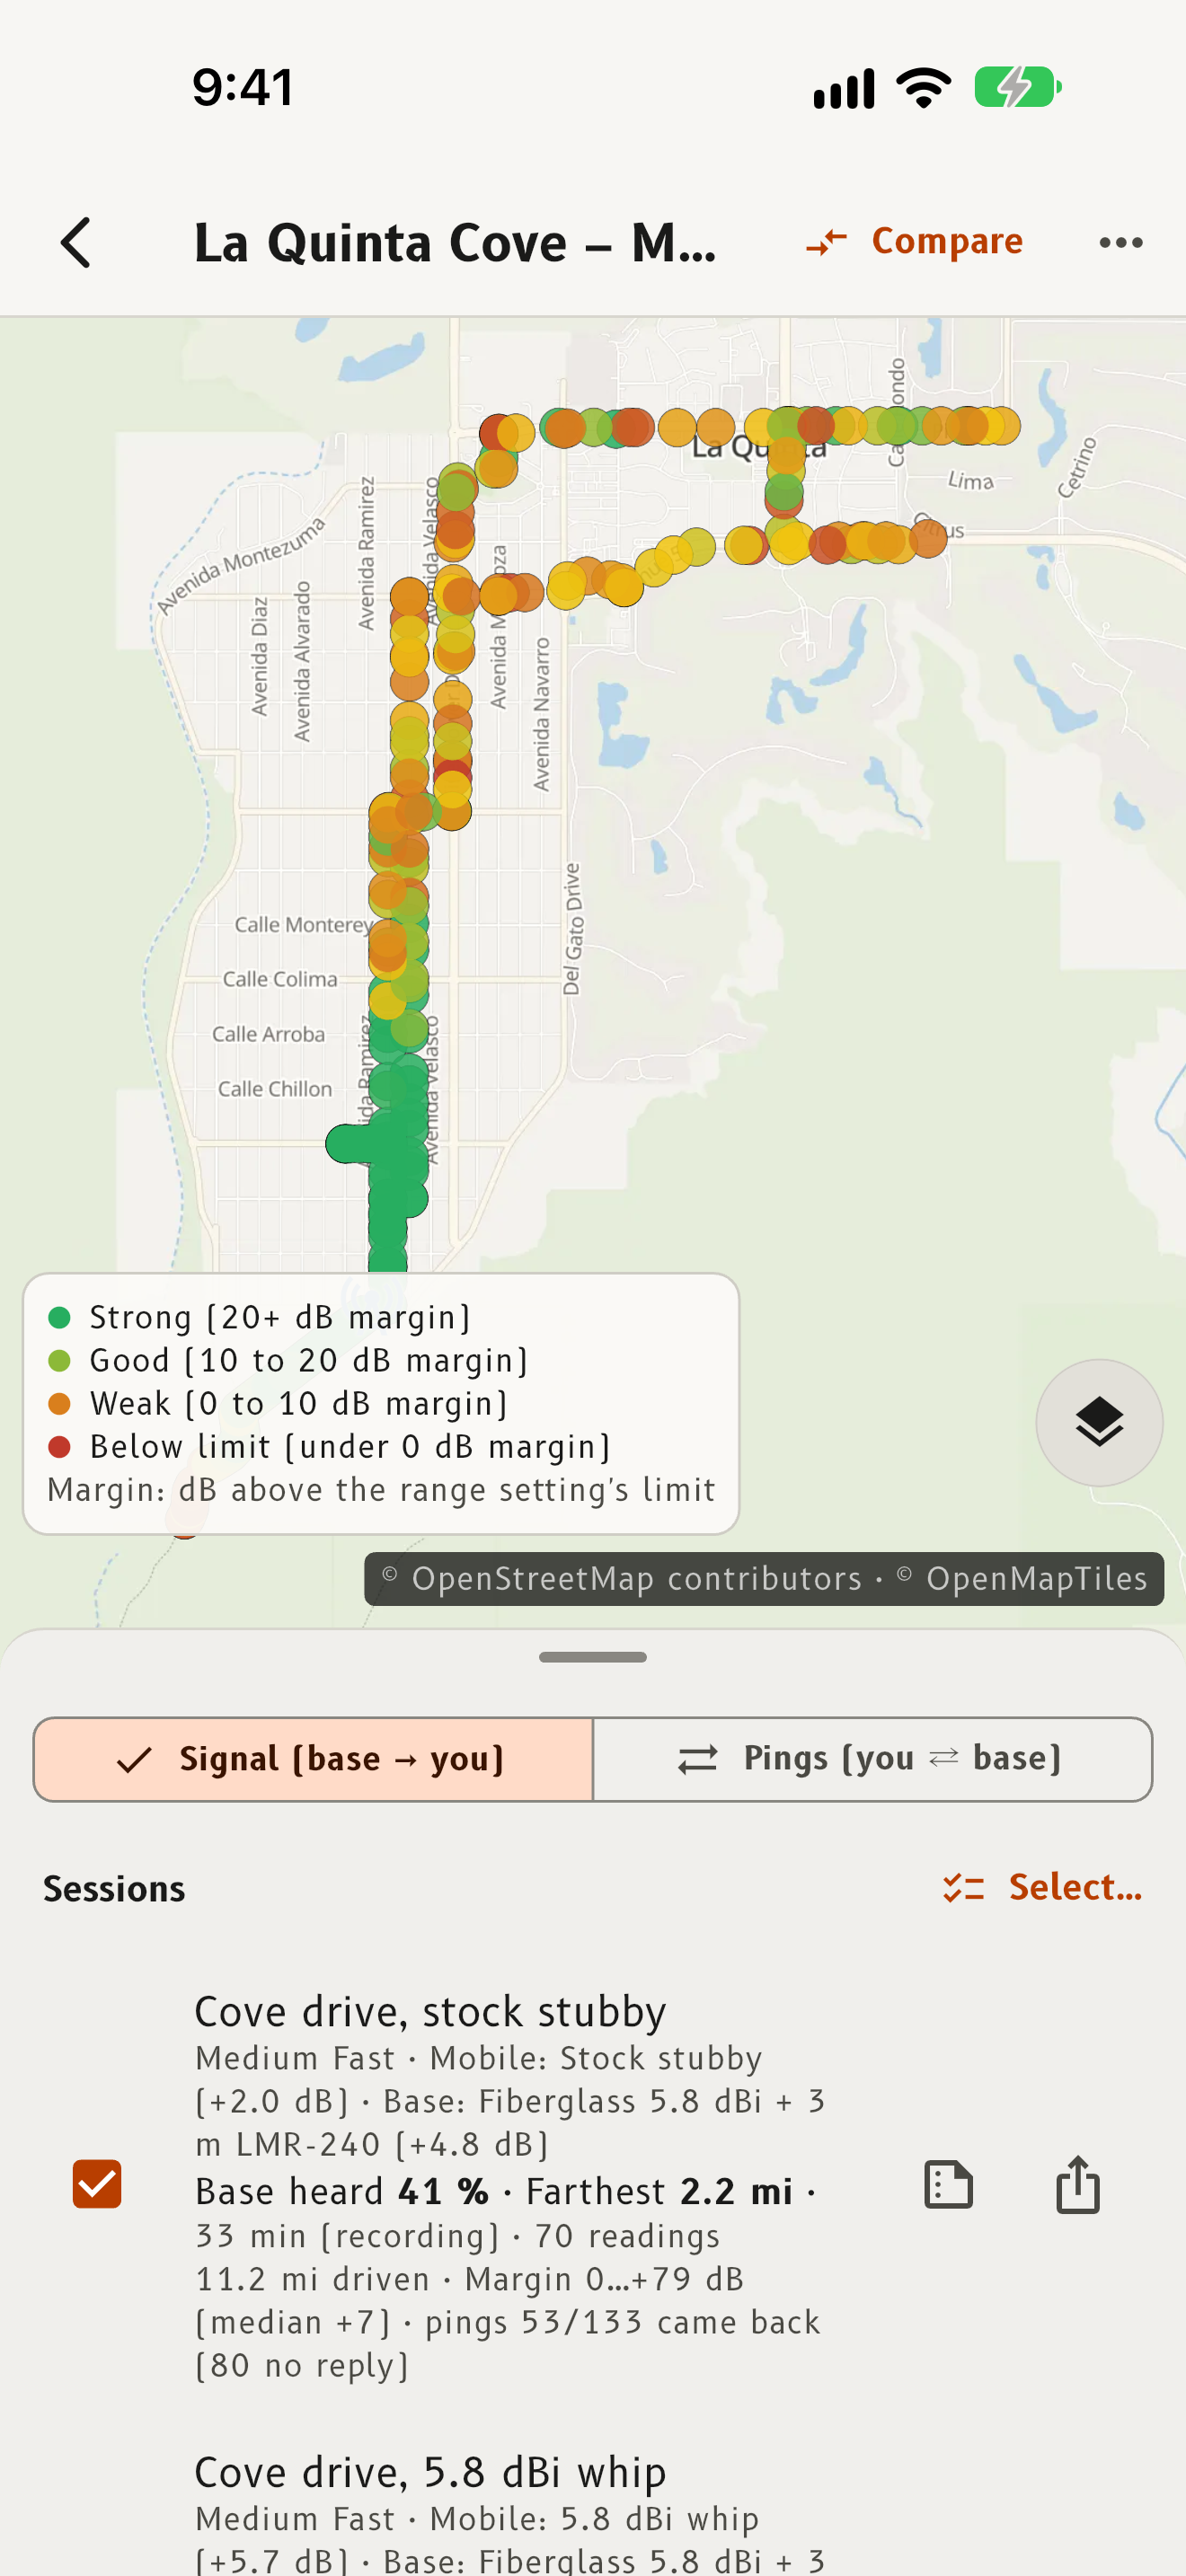 9:41
La Quinta Cove – M...
Compare
La Quinta
Lima
Cetrino
Avenida Montezuma
Avenida Ramirez
Avenida Velasco
Avenida Diaz
Avenida Alvarado
Avenida Navarro
Del Gato Drive
Calle Monterey
Calle Colima
Calle Arroba
Calle Chillon
Avenida Velasco
Strong (20+ dB margin)
Good (10 to 20 dB margin)
Weak (0 to 10 dB margin)
Below limit (under 0 dB margin)
Margin: dB above the range setting's limit
© OpenStreetMap contributors · © OpenMapTiles
Signal (base → you)
Pings (you ⇄ base)
Sessions
Select...
Cove drive, stock stubby
Medium Fast · Mobile: Stock stubby
(+2.0 dB) · Base: Fiberglass 5.8 dBi + 3
m LMR-240 (+4.8 dB)
Base heard 41 % · Farthest 2.2 mi ·
33 min (recording) · 70 readings
11.2 mi driven · Margin 0...+79 dB
(median +7) · pings 53/133 came back
(80 no reply)
Cove drive, 5.8 dBi whip
Medium Fast · Mobile: 5.8 dBi whip
(+5.7 dB) · Base: Fiberglass 5.8 dBi + 3